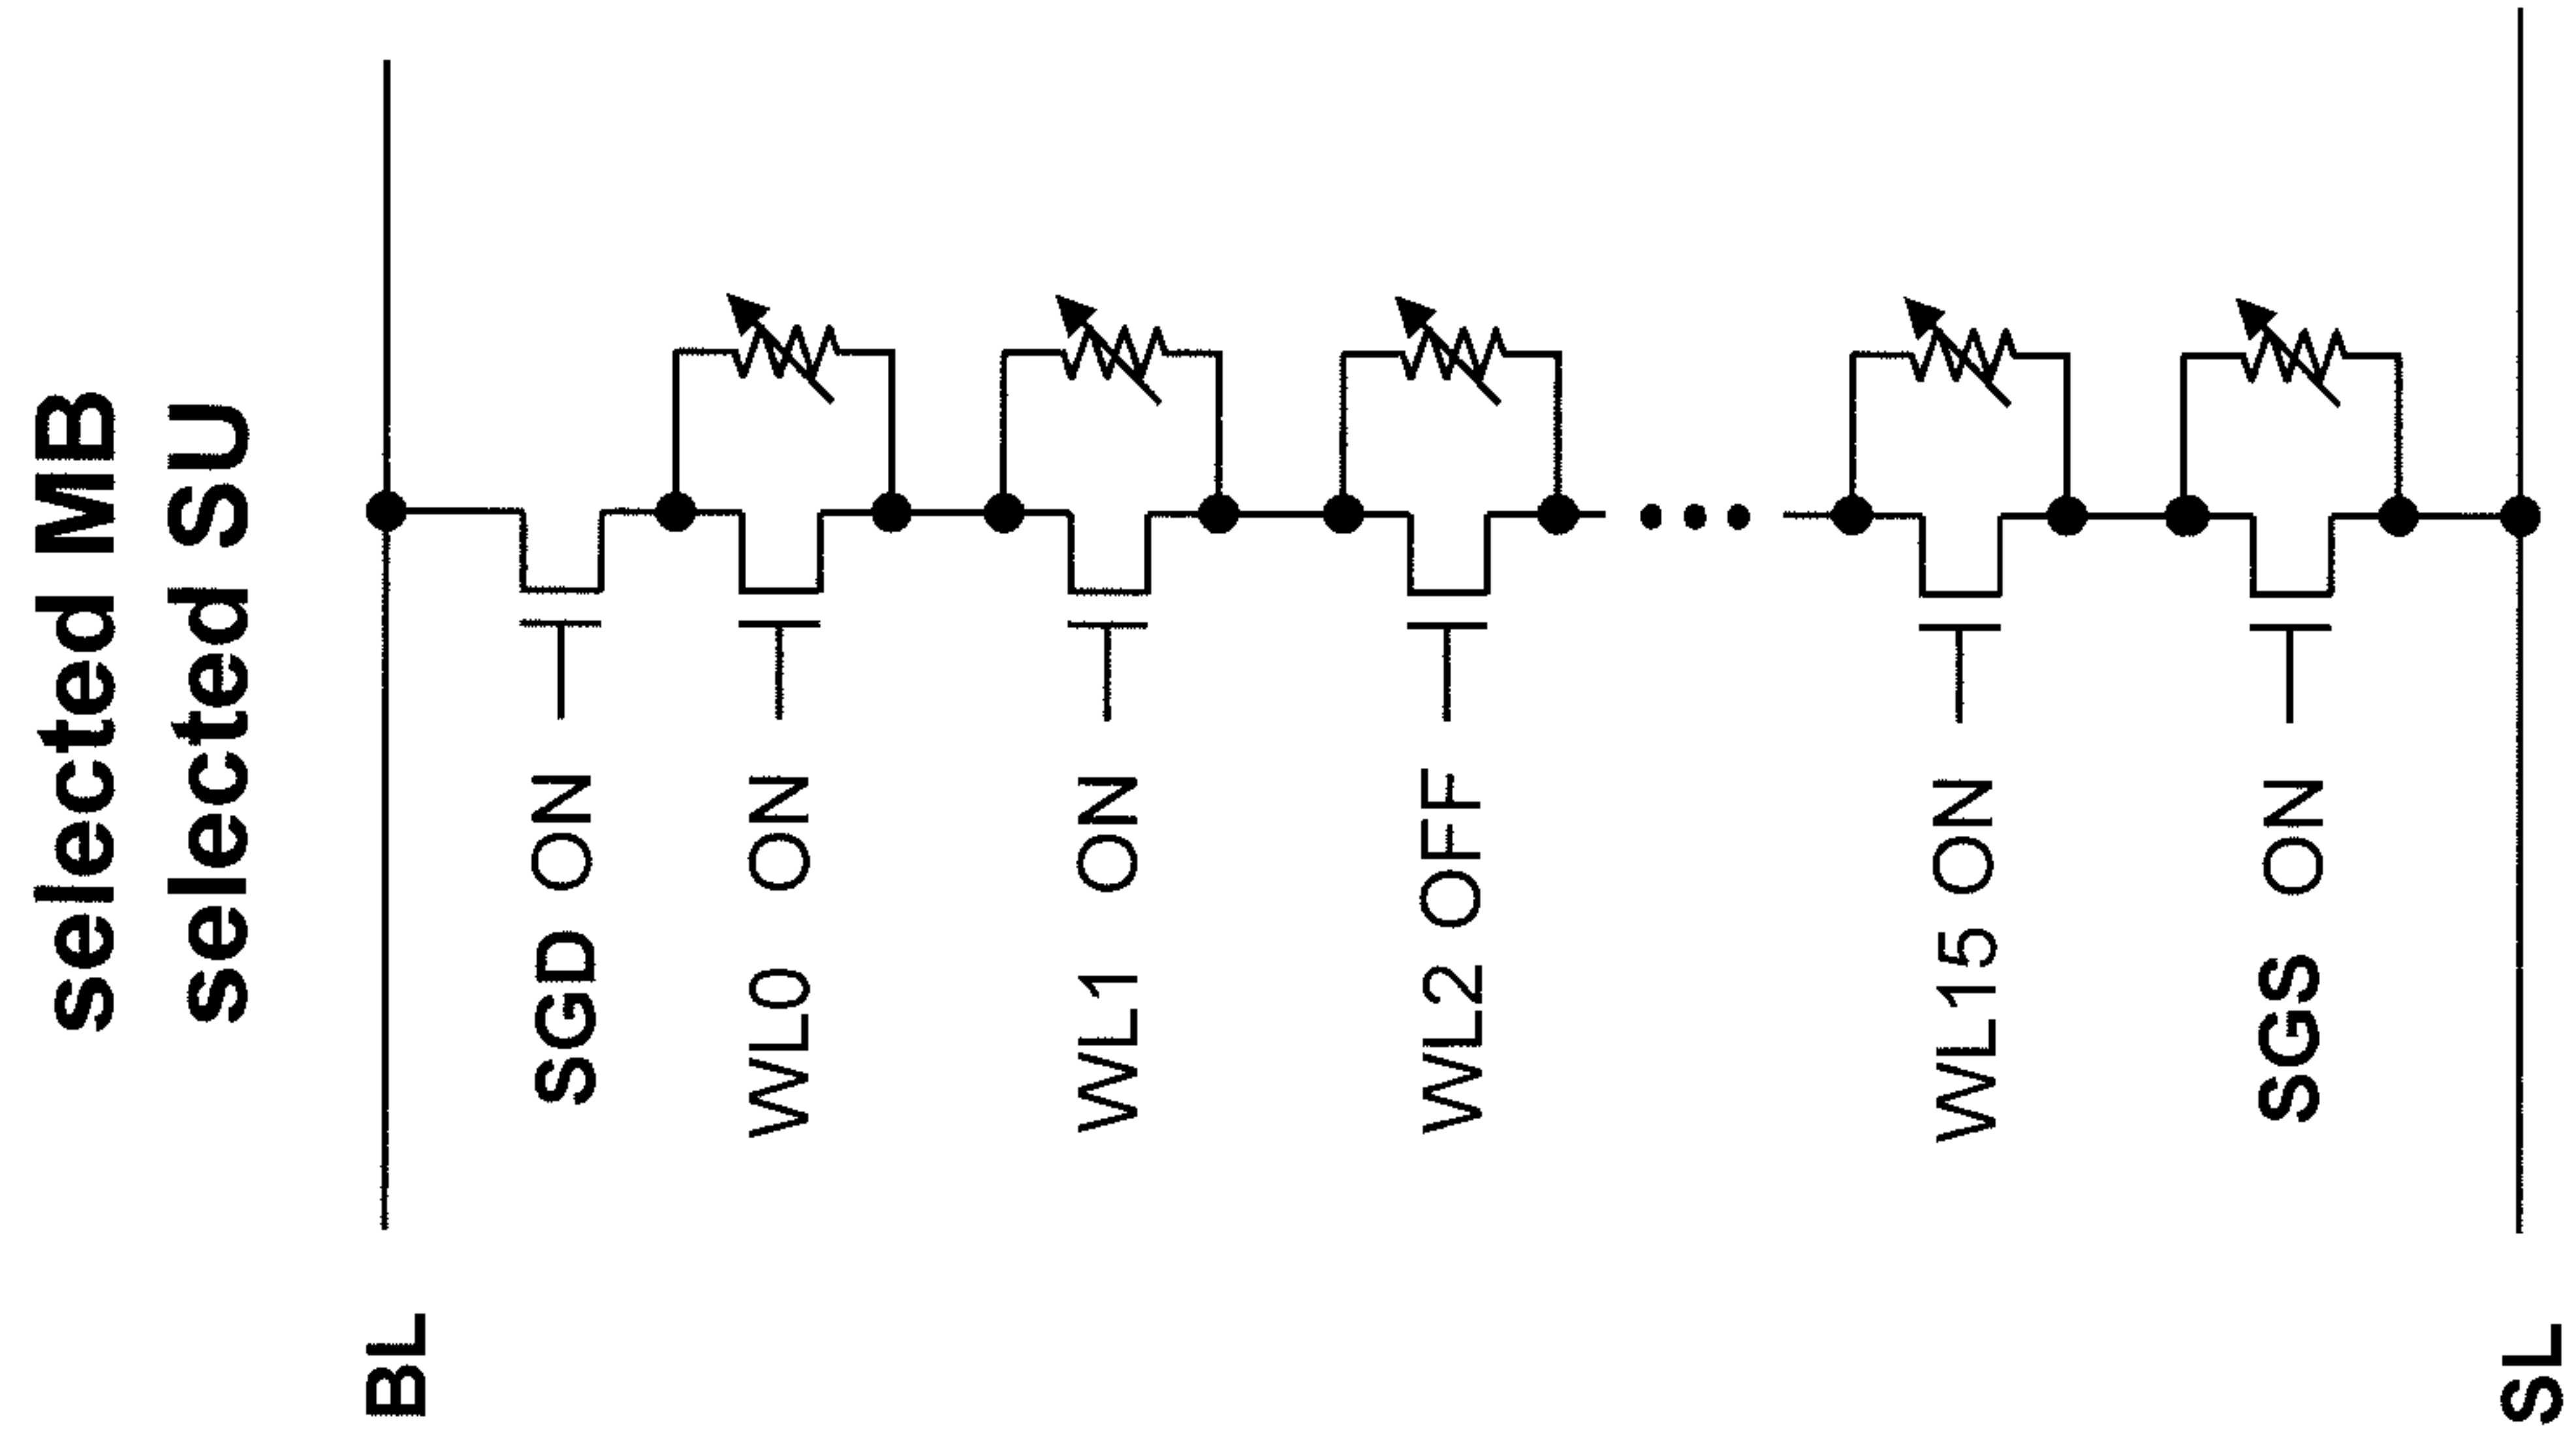 selected MB
selected SU
BL
SGD ON
WL0 ON
WL1 ON
WL2 OFF
WL15 ON
SGS ON
SL